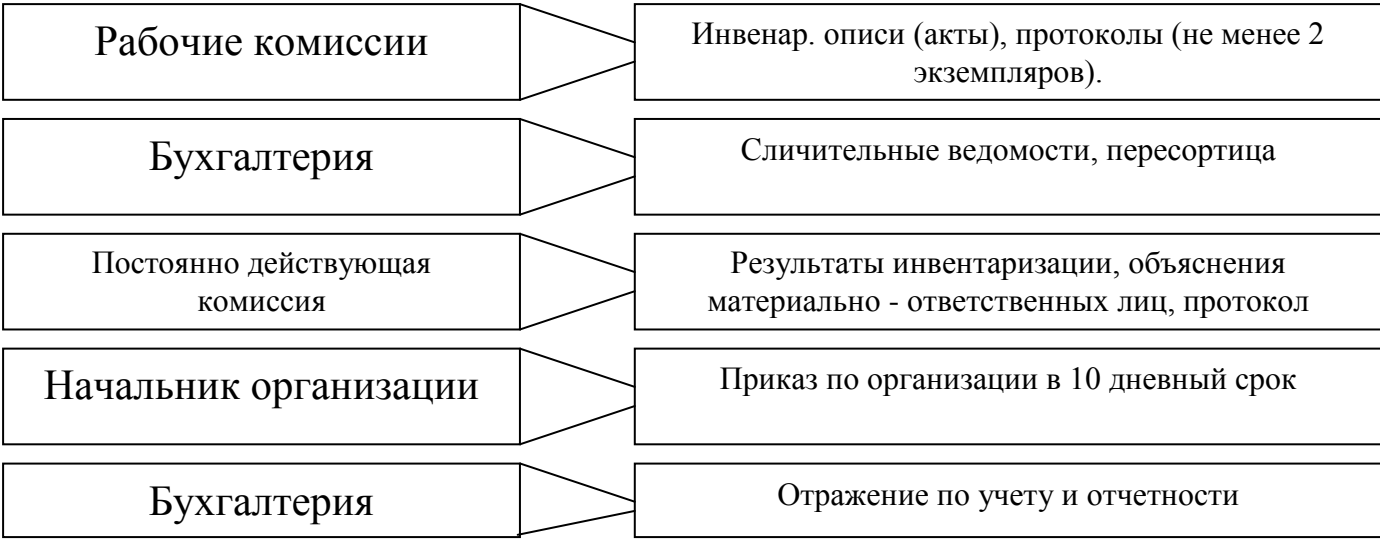 Рабочие комиссии
Инвенар. описи (акты), протоколы (не менее 2
экземпляров).
Бухгалтерия
Сличительные ведомости, пересортица
Постоянно действующая
комиссия
Результаты инвентаризации, объяснения
материально - ответственных лиц, протокол
Начальник организации
Приказ по организации в 10 дневный срок
Бухгалтерия
Отражение по учету и отчетности